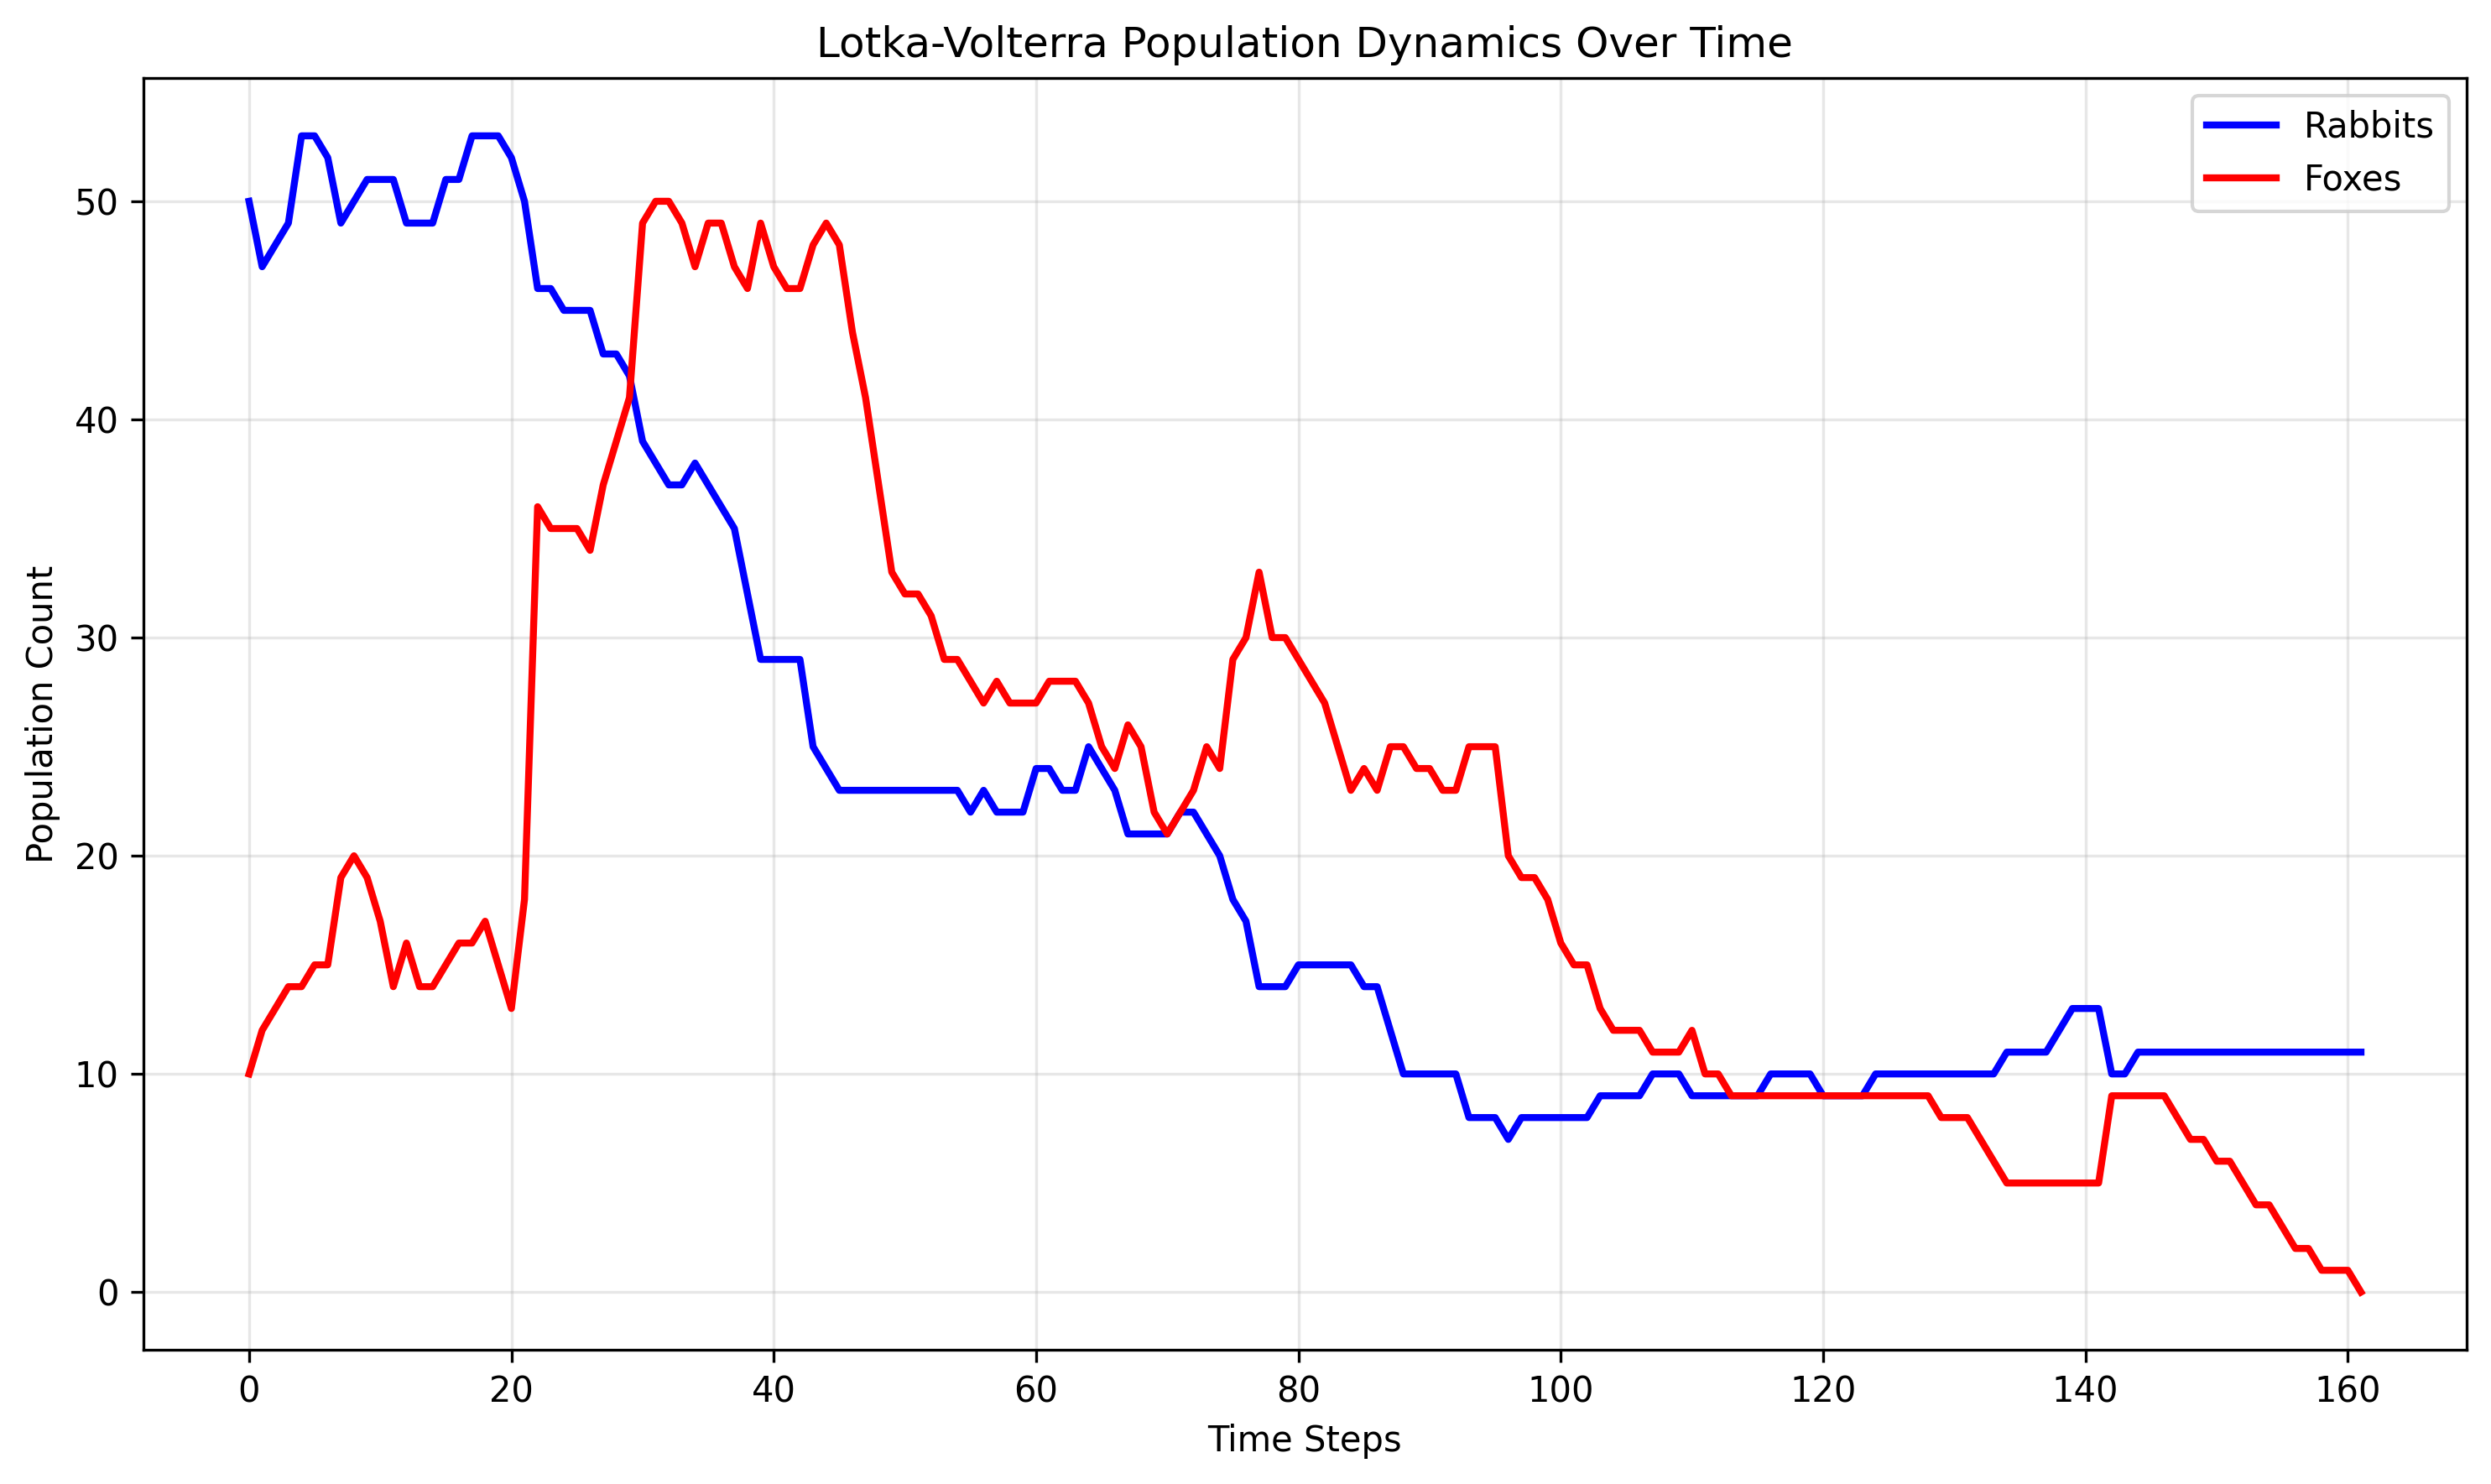 Lotka-Volterra Population Dynamics Over Time
Rabbits
Foxes
Population Count
50
40
30
20
10
0
0 20 40 60 80 100 120 140 160
Time Steps